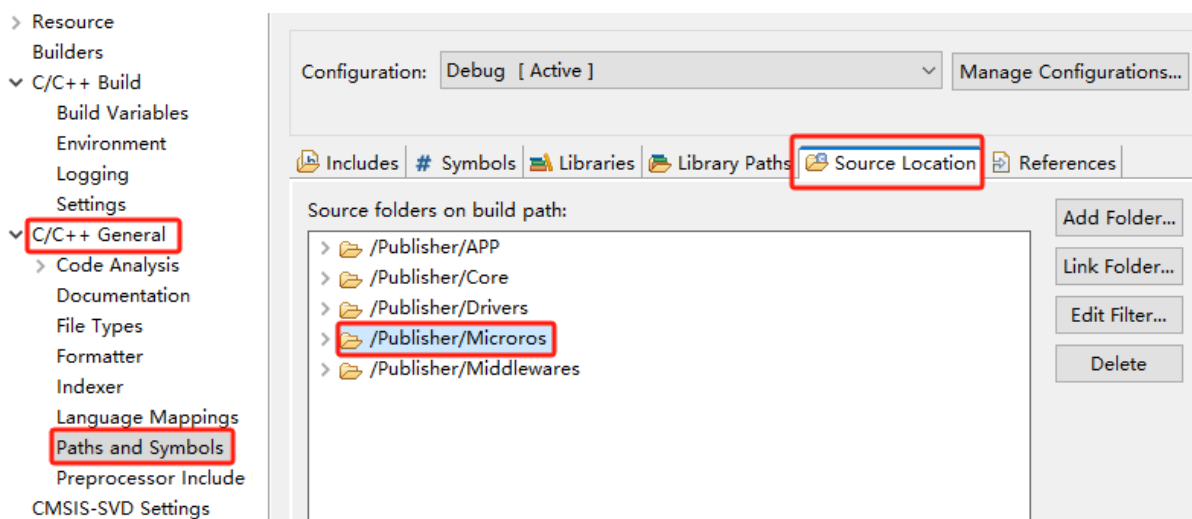 Resource
Builders
C/C++ Build
Build Variables
Environment
Logging
Settings
C/C++ General
Code Analysis
Documentation
File Types
Formatter
Indexer
Language Mappings
Paths and Symbols
Preprocessor Include
CMSIS-SVD Settings
Configuration: Debug [ Active ] Manage Configurations...
Includes # Symbols Libraries Library Paths Source Location References
Source folders on build path:
/Publisher/APP
/Publisher/Core
/Publisher/Drivers
/Publisher/Microros
/Publisher/Middlewares
Add Folder...
Link Folder...
Edit Filter...
Delete